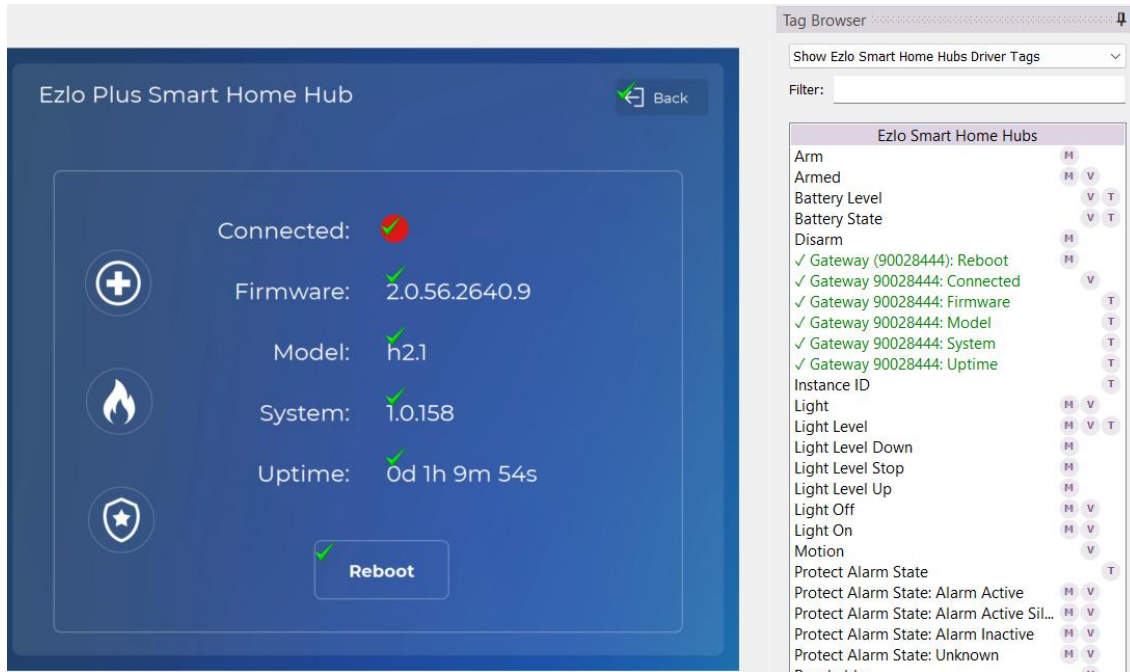 Tag Browser
Show Ezlo Smart Home Hubs Driver Tags
Filter:
Ezlo Plus Smart Home Hub
Back
Connected:
Firmware: 2.0.56.2640.9
Model: h2.1
System: 1.0.158
Uptime: 0d 1h 9m 54s
Reboot
Ezlo Smart Home Hubs
Arm M
Armed M V
Battery Level V T
Battery State V T
Disarm M
✓ Gateway (90028444): Reboot M
✓ Gateway 90028444: Connected V
✓ Gateway 90028444: Firmware T
✓ Gateway 90028444: Model T
✓ Gateway 90028444: System T
✓ Gateway 90028444: Uptime T
Instance ID T
Light M V
Light Level M V T
Light Level Down M
Light Level Stop M
Light Level Up M
Light Off M V
Light On M V
Motion V
Protect Alarm State T
Protect Alarm State: Alarm Active M V
Protect Alarm State: Alarm Active Sil... M V
Protect Alarm State: Alarm Inactive M V
Protect Alarm State: Unknown M V